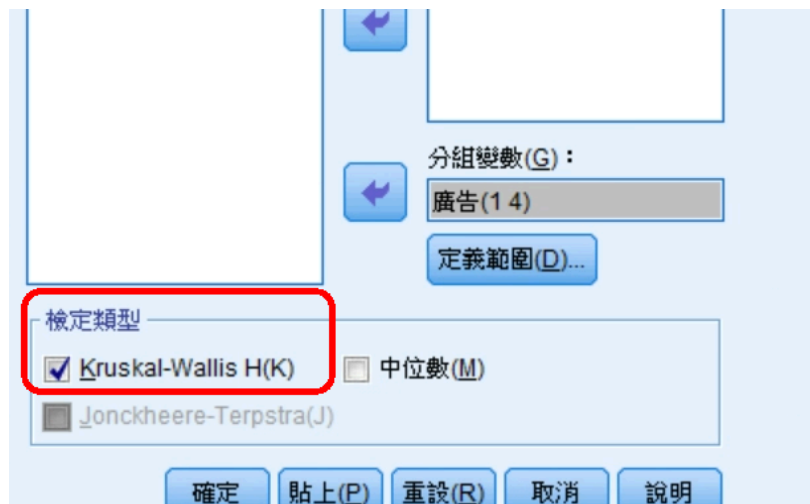 分組變數(G)：
廣告(1 4)
定義範圍(D)...
檢定類型
Kruskal-Wallis H(K)
中位數(M)
Jonckheere-Terpstra(J)
確定 貼上(P) 重設(R) 取消 說明